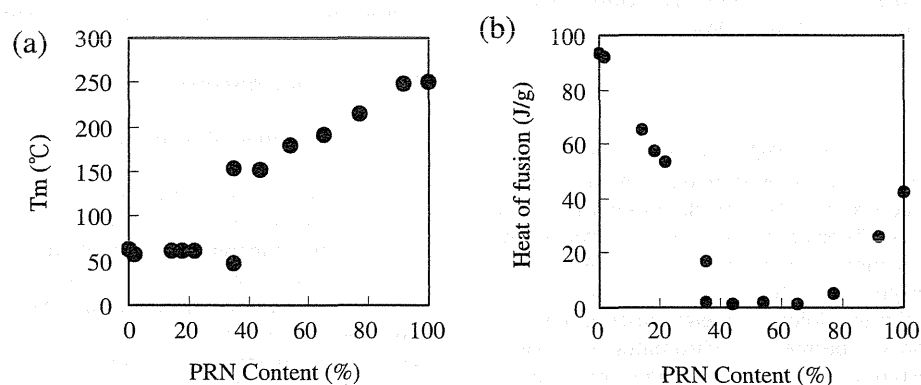 (a)
Tm (℃)
300
250
200
150
100
50
0
0 20 40 60 80 100
PRN Content (%)
(b)
Heat of fusion (J/g)
100
80
60
40
20
0
0 20 40 60 80 100
PRN Content (%)